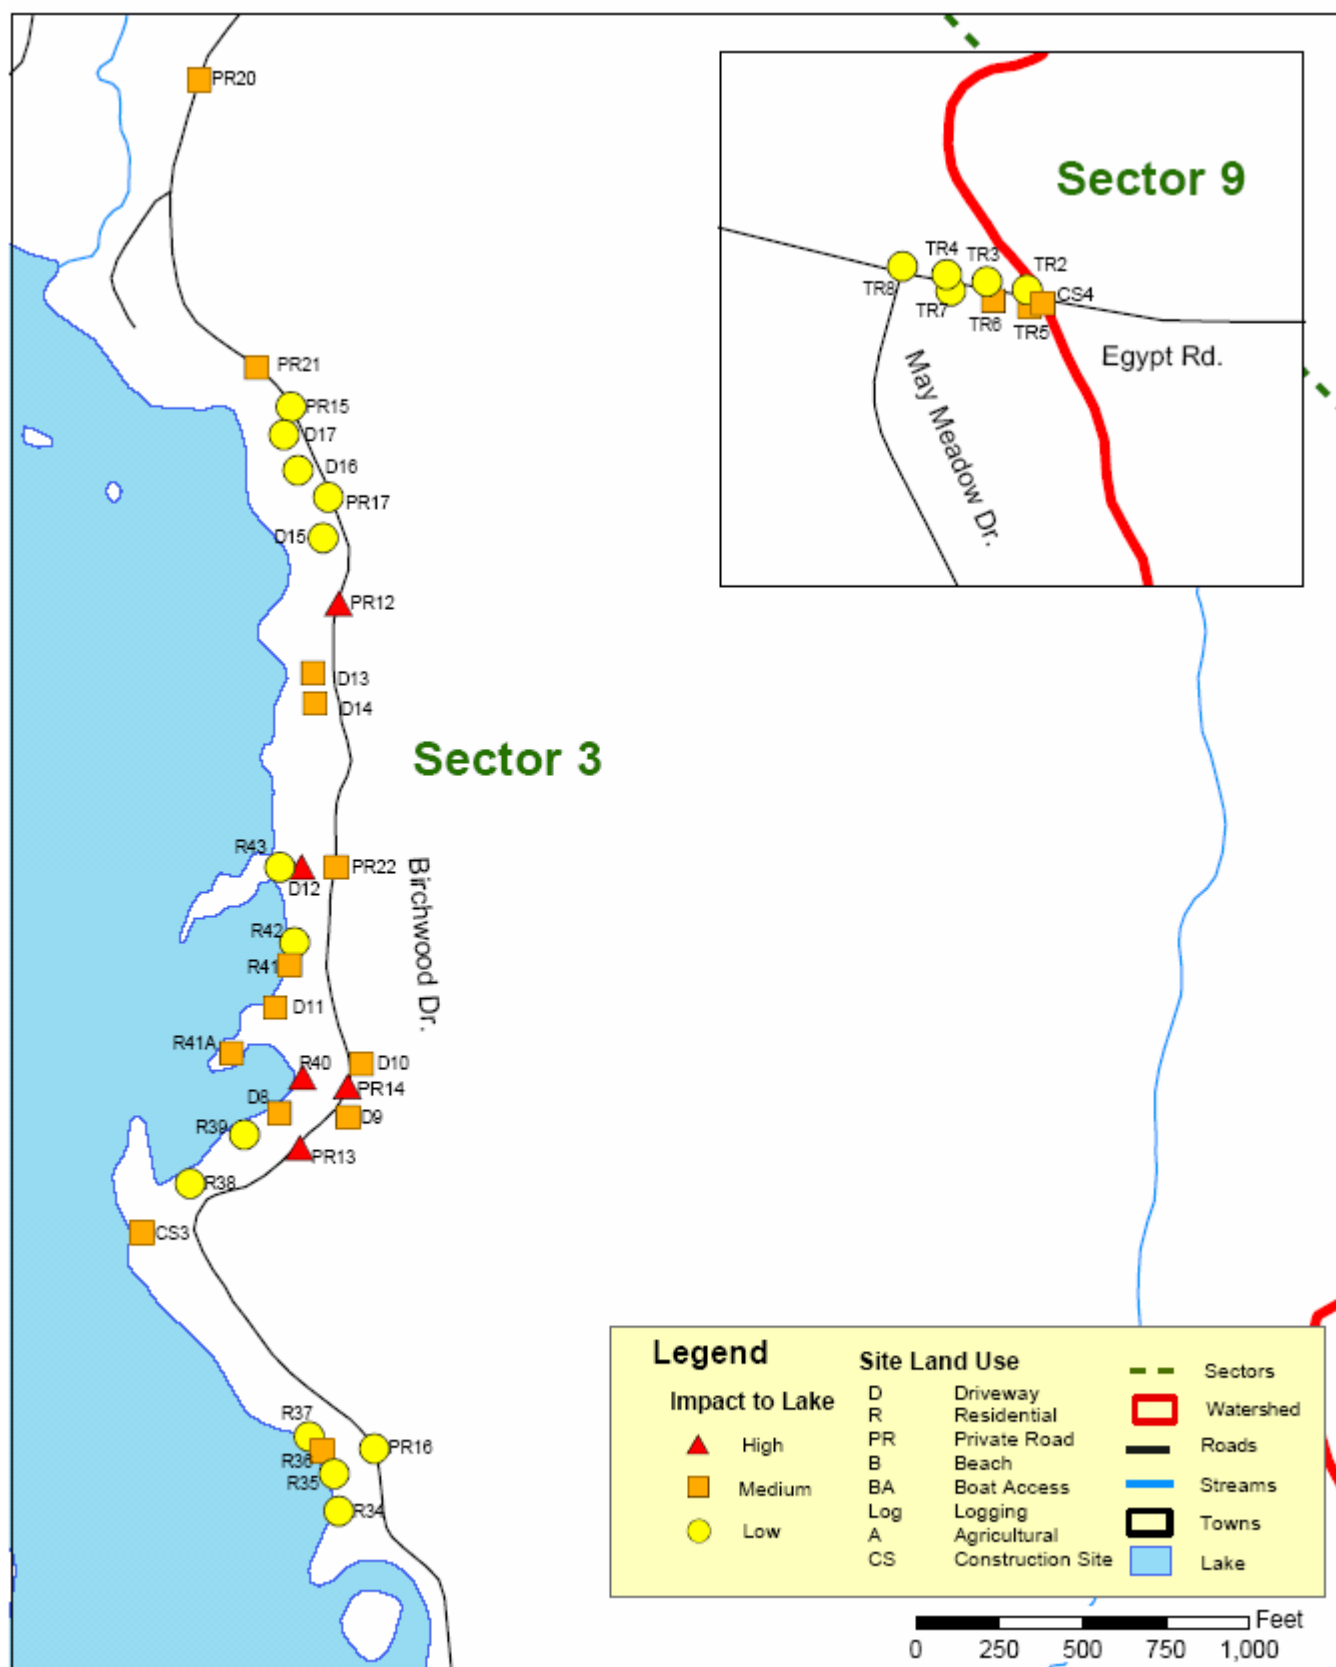 PR20
Sector 9
TR4
TR3
TR2
TR8
CS4
TR7
TR6
TR5
Egypt Rd.
May Meadow Dr.
PR21
PR15
D17
D16
PR17
D15
PR12
D13
D14
Sector 3
R43
PR22
D12
Birchwood Dr.
R42
R41
D11
R41A
R40
D10
PR14
D8
D9
R39
PR13
R38
CS3
R37
PR16
R36
R35
R34
Legend
Impact to Lake
High
Medium
Low
Site Land Use
D Driveway
R Residential
PR Private Road
B Beach
BA Boat Access
Log Logging
A Agricultural
CS Construction Site
Sectors
Watershed
Roads
Streams
Towns
Lake
Feet
0 250 500 750 1,000